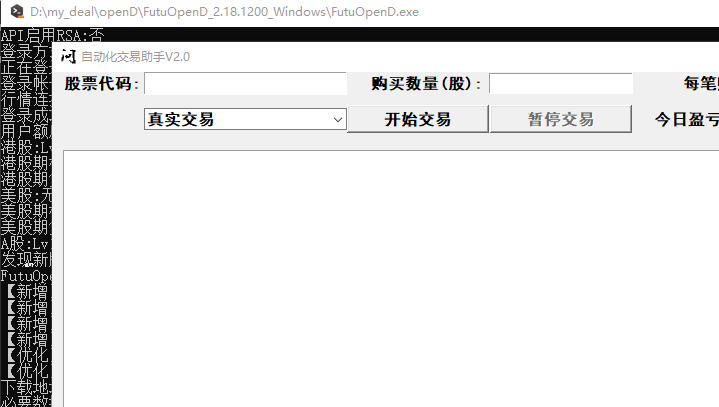 D:\my_deal\openD\FutuOpenD_2.18.1200_Windows\FutuOpenD.exe
API启用RSA:否
问 自动化交易助手V2.0
股票代码: 购买数量(股): 每笔
真实交易 开始交易 暂停交易 今日盈亏
登录方
正在登
登录帐
行情连
登录成
用户额
港股:Lv
港股期
港股期
美股:无
美股期
美股期
A股:Lv
发现新
FutuOpe
【新增
【新增
【新增
【新增
【优化
【优化
下载地
必要数